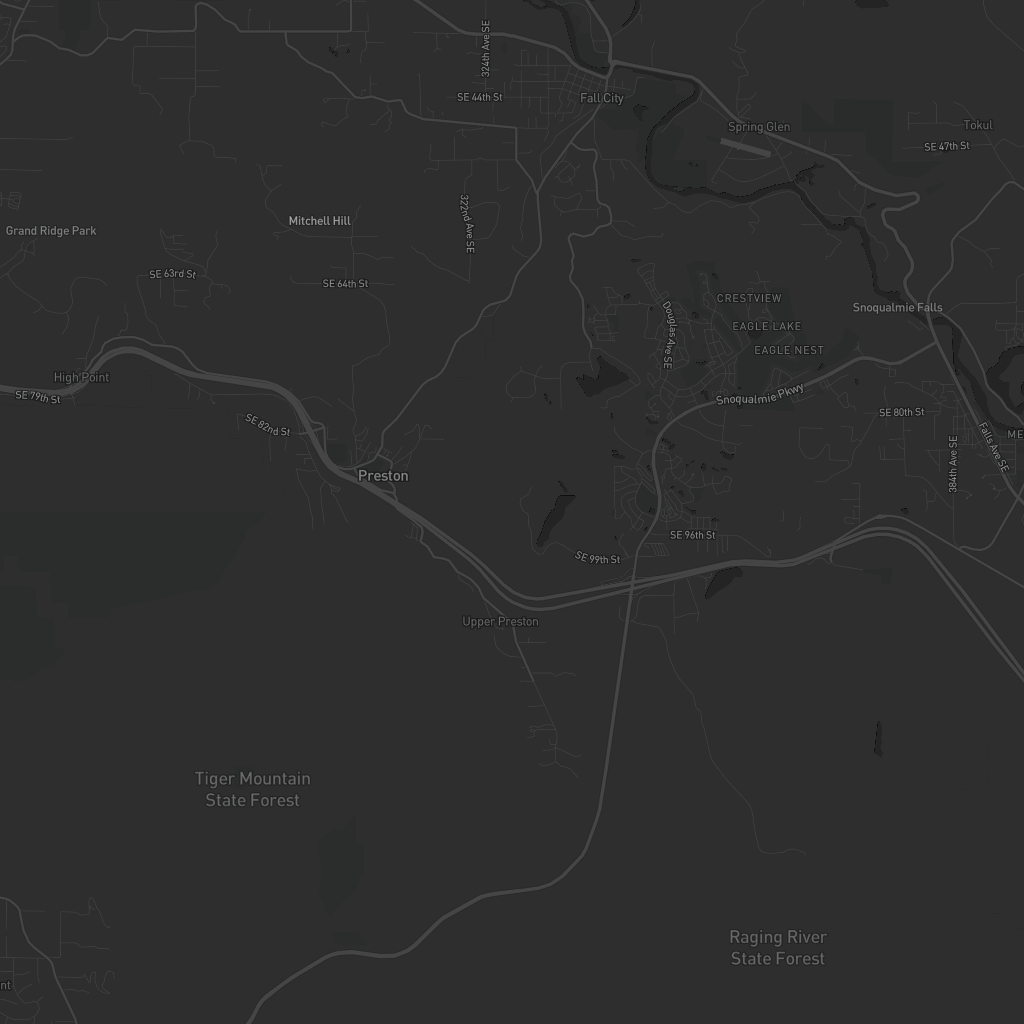 324th Ave SE
SE 44th St
Fall City
Spring Glen
Tokul
SE 47th St
322nd Ave SE
Mitchell Hill
Grand Ridge Park
SE 63rd St
SE 64th St
CRESTVIEW
Snoqualmie Falls
Douglas Ave SE
EAGLE LAKE
EAGLE NEST
High Point
SE 79th St
Snoqualmie Pkwy
SE 80th St
SE 82nd St
ME
Falls Ave SE
384th Ave SE
Preston
SE 96th St
SE 99th St
Upper Preston
Tiger Mountain
State Forest
Raging River
State Forest
nt